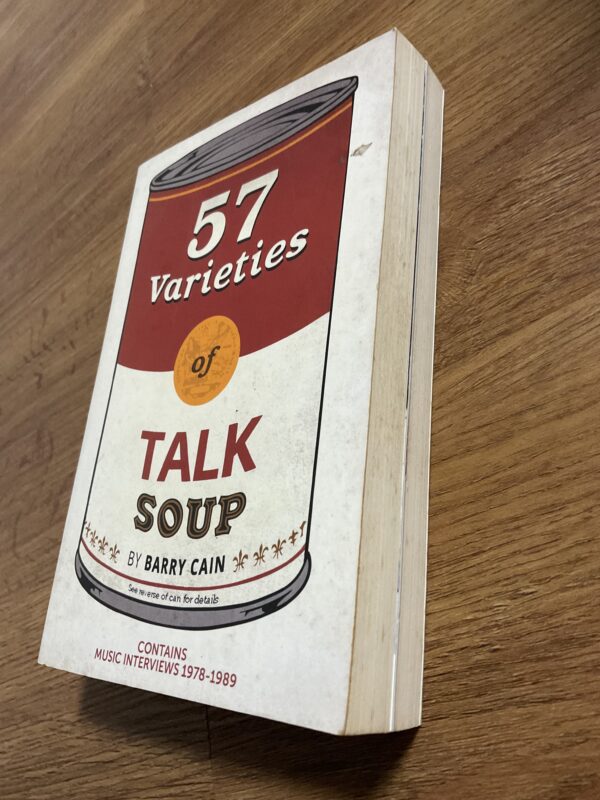 57
Varieties
of
TALK
SOUP
BY BARRY CAIN
See reverse of can for details
CONTAINS
MUSIC INTERVIEWS 1978-1989